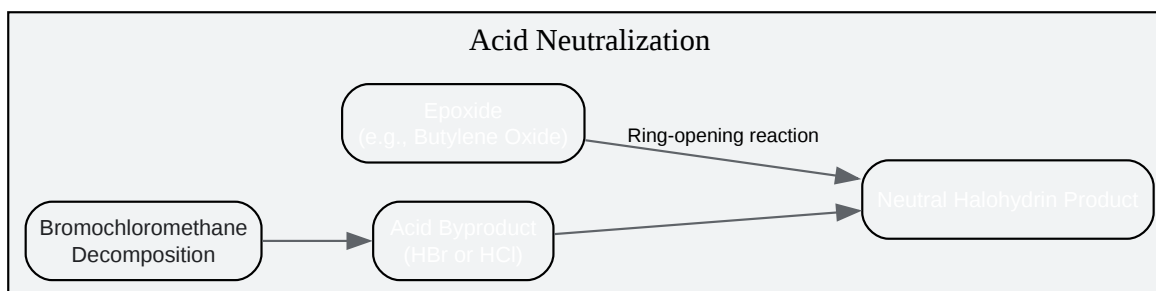 Acid Neutralization
Epoxide
(e.g., Butylene Oxide)
Ring-opening reaction
Neutral Halohydrin Product
Bromochloromethane
Decomposition
Acid Byproduct
(HBr or HCl)